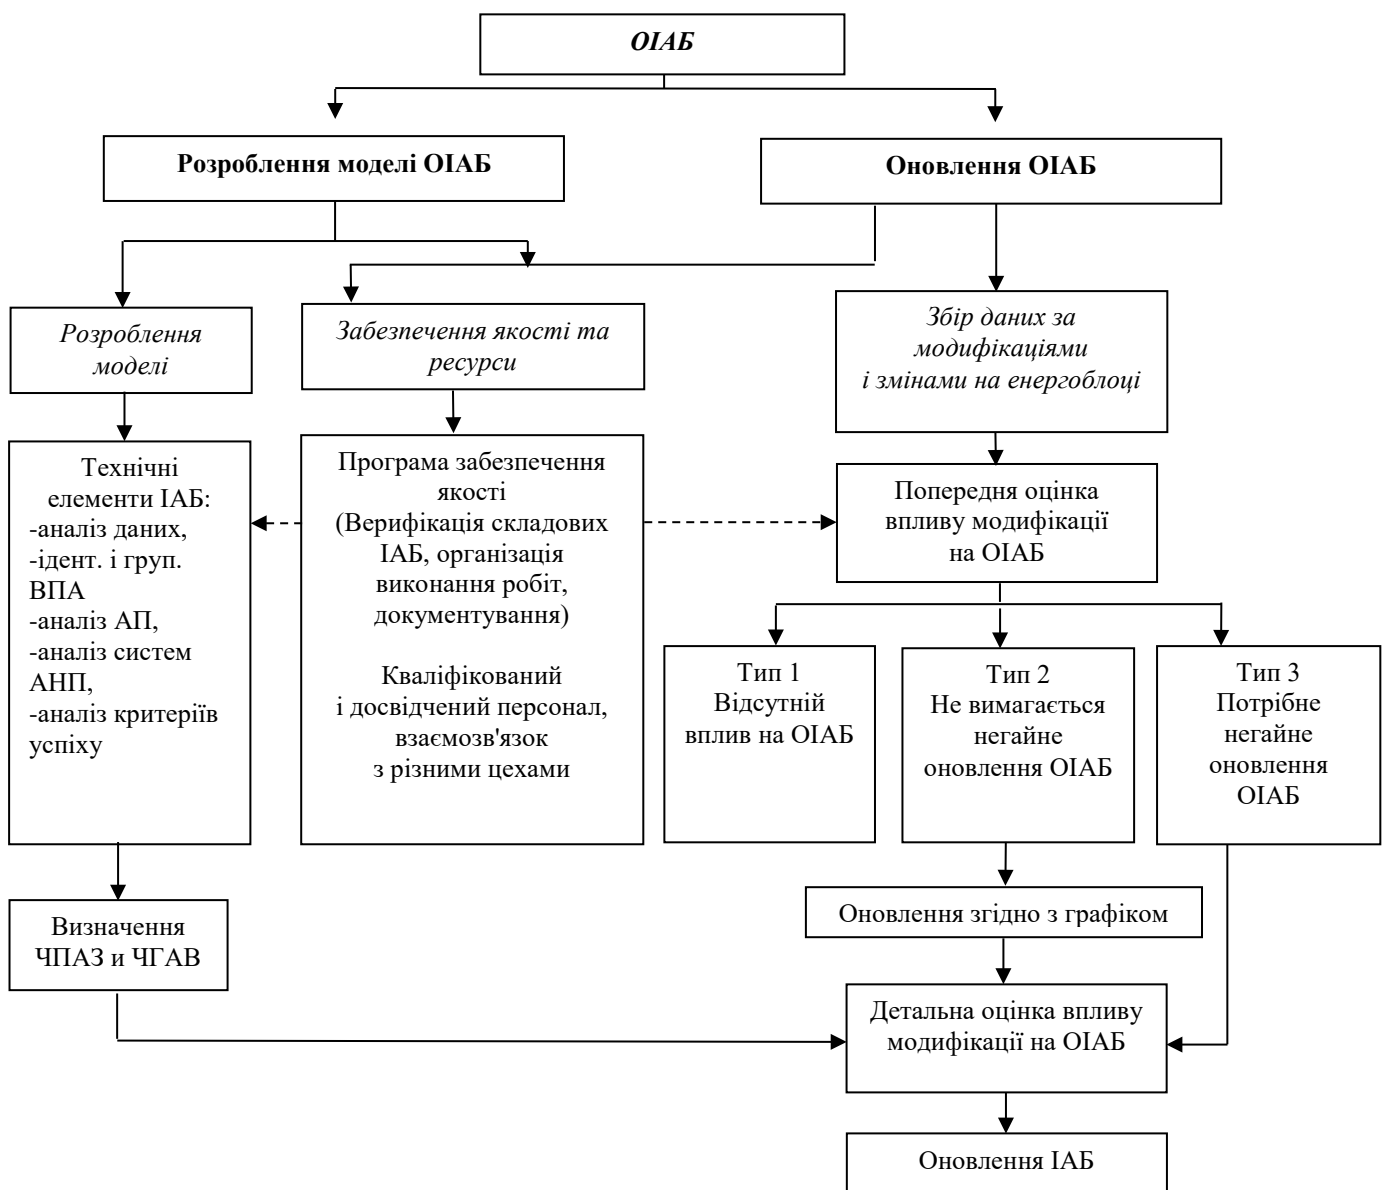 ОІАБ
Розроблення моделі ОІАБ
Оновлення ОІАБ
Розроблення
моделі
Забезпечення якості та
ресурси
Збір даних за
модифікаціями
і змінами на енергоблоці
Технічні
елементи ІАБ:
-аналіз даних,
-ідент. і груп.
ВПА
-аналіз АП,
-аналіз систем
АНП,
-аналіз критеріїв
успіху
Програма забезпечення
якості
(Верифікація складових
ІАБ, організація
виконання робіт,
документування)
Кваліфікований
і досвідчений персонал,
взаємозв'язок
з різними цехами
Попередня оцінка
впливу модифікації
на ОІАБ
Тип 1
Відсутній
вплив на ОІАБ
Тип 2
Не вимагається
негайне
оновлення ОІАБ
Тип 3
Потрібне
негайне
оновлення
ОІАБ
Визначення
ЧПАЗ и ЧГАВ
Оновлення згідно з графіком
Детальна оцінка впливу
модифікації на ОІАБ
Оновлення ІАБ